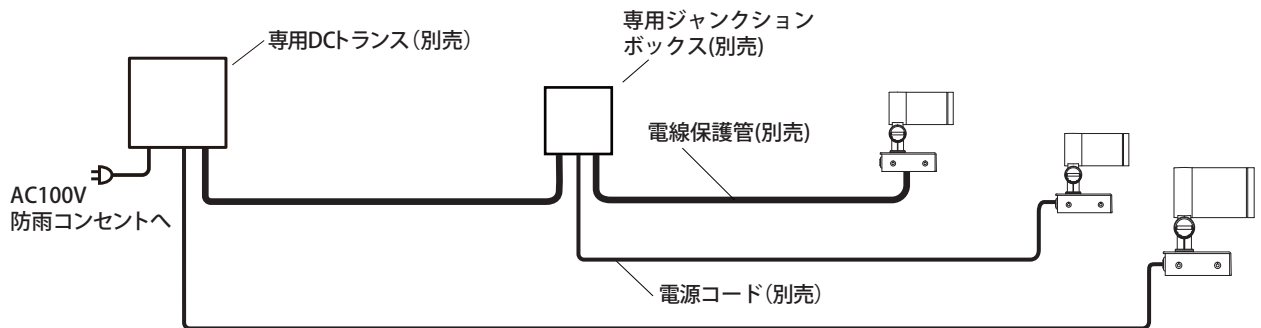 専用DCトランス（別売）
専用ジャンクション
ボックス(別売)
電線保護管(別売)
AC100V
防雨コンセントへ
電源コード（別売）